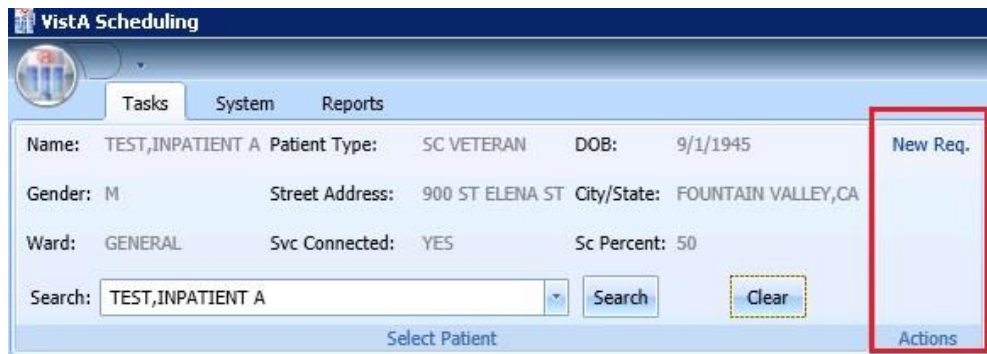 VistA Scheduling
Tasks System Reports
Name: TEST,INPATIENT A Patient Type: SC VETERAN DOB: 9/1/1945 New Req.
Gender: M Street Address: 900 ST ELENA ST City/State: FOUNTAIN VALLEY,CA
Ward: GENERAL Svc Connected: YES Sc Percent: 50
Search: TEST,INPATIENT A Search Clear
Select Patient Actions